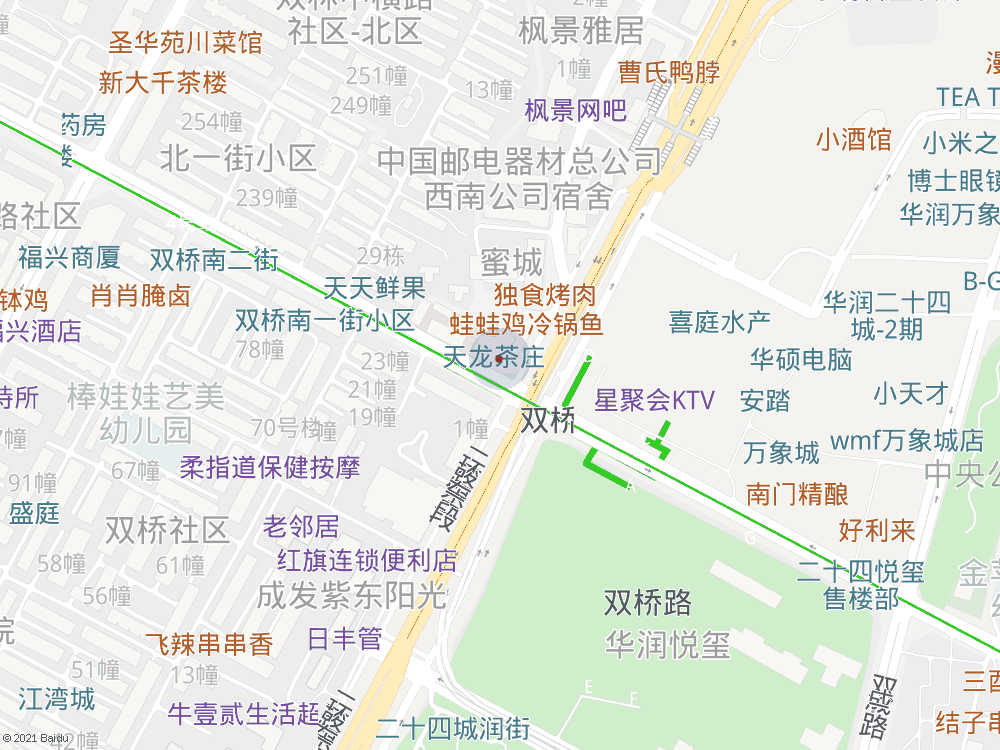 双林中横路
社区-北区
枫景雅居
圣华苑川菜馆
新大千茶楼
251幢
249幢
13幢
1幢
曹氏鸭脖
枫景网吧
TEA T
药房
楼
254幢
北一街小区
中国邮电器材总公司
西南公司宿舍
小酒馆
小米之
博士眼镜
华润万象
239幢
路社区
福兴商厦
双桥南二街
29栋
蜜城
天天鲜果
独食烤肉
蛙蛙鸡冷锅鱼
钵鸡
肖肖腌卤
双桥南一街小区
喜庭水产
华润二十四
城-2期
B-G
福兴酒店
78幢
23幢
21幢
19幢
天龙茶庄
华硕电脑
小天才
安踏
星聚会KTV
双桥
棒娃娃艺美
幼儿园
70号楼
幢
1幢
67幢
柔指道保健按摩
91幢
盛庭
万象城
wmf万象城店
中央公
南门精酿
好利来
双桥社区
老邻居
红旗连锁便利店
58幢
61幢
56幢
成发紫东阳光
G
二十四悦玺
售楼部
双桥路
华润悦玺
飞辣串串香
日丰管
院
51幢
13幢
江湾城
牛壹贰生活超
二十四城润街
E
E
双成
路
三酉
结子串
42幢
© 2021 Baidu